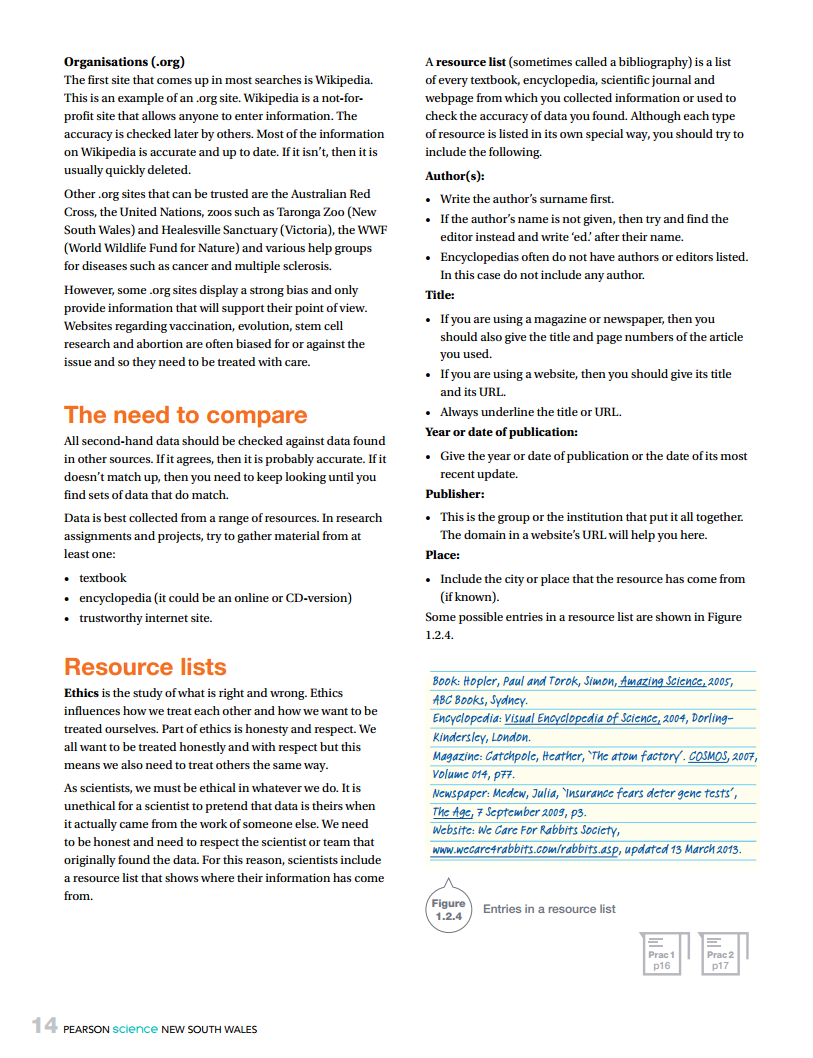 Organisations (.org)
The first site that comes up in most searches is Wikipedia.
This is an example of an .org site. Wikipedia is a not-for-
profit site that allows anyone to enter information. The
accuracy is checked later by others. Most of the information
on Wikipedia is accurate and up to date. If it isn't, then it is
usually quickly deleted.
Other .org sites that can be trusted are the Australian Red
Cross, the United Nations, zoos such as Taronga Zoo (New
South Wales) and Healesville Sanctuary (Victoria), the WWF
(World Wildlife Fund for Nature) and various help groups
for diseases such as cancer and multiple sclerosis.
However, some .org sites display a strong bias and only
provide information that will support their point of view.
Websites regarding vaccination, evolution, stem cell
research and abortion are often biased for or against the
issue and so they need to be treated with care.
The need to compare
All second-hand data should be checked against data found
in other sources. If it agrees, then it is probably accurate. If it
doesn't match up, then you need to keep looking until you
find sets of data that do match.
Data is best collected from a range of resources. In research
assignments and projects, try to gather material from at
least one:
• textbook
• encyclopedia (it could be an online or CD-version)
• trustworthy internet site.
Resource lists
Ethics is the study of what is right and wrong. Ethics
influences how we treat each other and how we want to be
treated ourselves. Part of ethics is honesty and respect. We
all want to be treated honestly and with respect but this
means we also need to treat others the same way.
As scientists, we must be ethical in whatever we do. It is
unethical for a scientist to pretend that data is theirs when
it actually came from the work of someone else. We need
to be honest and need to respect the scientist or team that
originally found the data. For this reason, scientists include
a resource list that shows where their information has come
from.
A resource list (sometimes called a bibliography) is a list
of every textbook, encyclopedia, scientific journal and
webpage from which you collected information or used to
check the accuracy of data you found. Although each type
of resource is listed in its own special way, you should try to
include the following.
Author(s):
• Write the author's surname first.
• If the author's name is not given, then try and find the
editor instead and write 'ed.' after their name.
• Encyclopedias often do not have authors or editors listed.
In this case do not include any author.
Title:
• If you are using a magazine or newspaper, then you
should also give the title and page numbers of the article
you used.
• If you are using a website, then you should give its title
and its URL.
• Always underline the title or URL.
Year or date of publication:
• Give the year or date of publication or the date of its most
recent update.
Publisher:
• This is the group or the institution that put it all together.
The domain in a website's URL will help you here.
Place:
• Include the city or place that the resource has come from
(if known).
Some possible entries in a resource list are shown in Figure
1.2.4.
Book: Hopler, Paul and Torok, Simon, Amazing Science, 2005,
ABC Books, Sydney.
Encyclopedia: Visual Encyclopedia of Science, 2004, Dorling-
Kindersley, London.
Magazine: Catchpole, Heather, 'The atom factory'. COSMOS, 2007,
Volume 014, p77.
Newspaper: Medew, Julia, 'Insurance fears deter gene tests',
The Age, 7 September 2009, p3.
Website: We Care For Rabbits Society,
www.wecare4rabbits.com/rabbits.asp, updated 13 March 2013.
Figure
1.2.4
Entries in a resource list
Prac 1
p16
Prac 2
p17
14 PEARSON science NEW SOUTH WALES